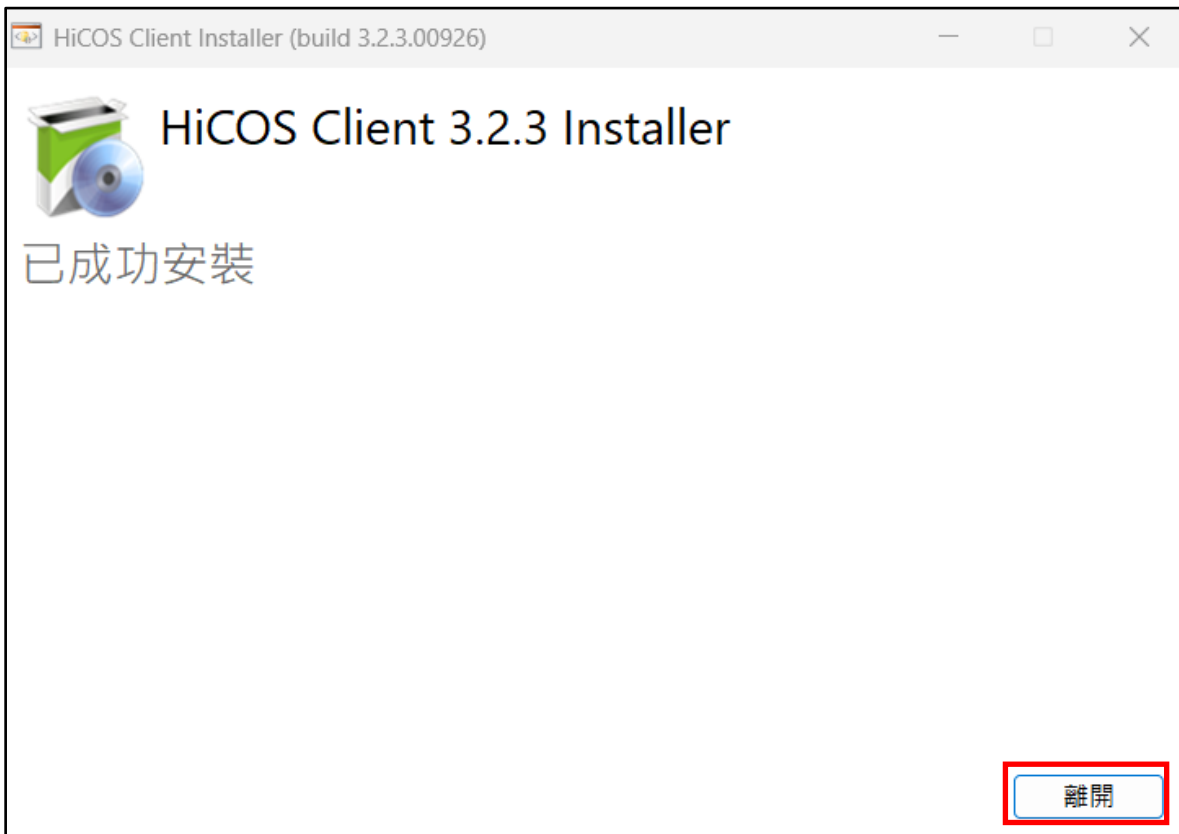 HiCOS Client Installer (build 3.2.3.00926)
HiCOS Client 3.2.3 Installer
已成功安裝
離開